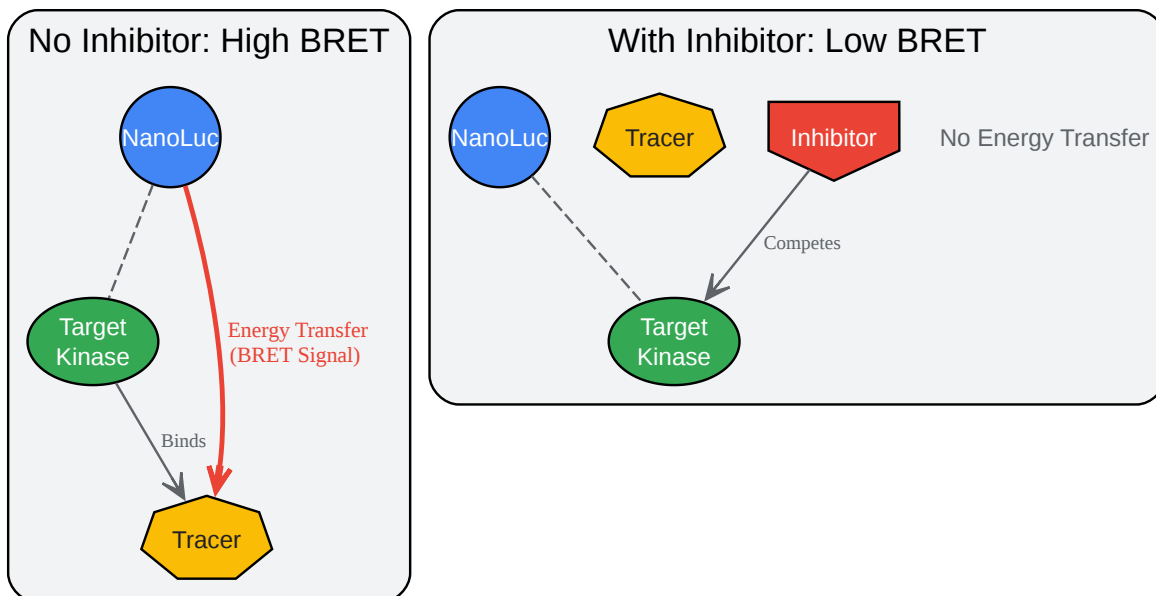 No Inhibitor: High BRET
NanoLuc
Target
Kinase
Energy Transfer
(BRET Signal)
Binds
Tracer
With Inhibitor: Low BRET
NanoLuc
Tracer
Inhibitor
No Energy Transfer
Competes
Target
Kinase